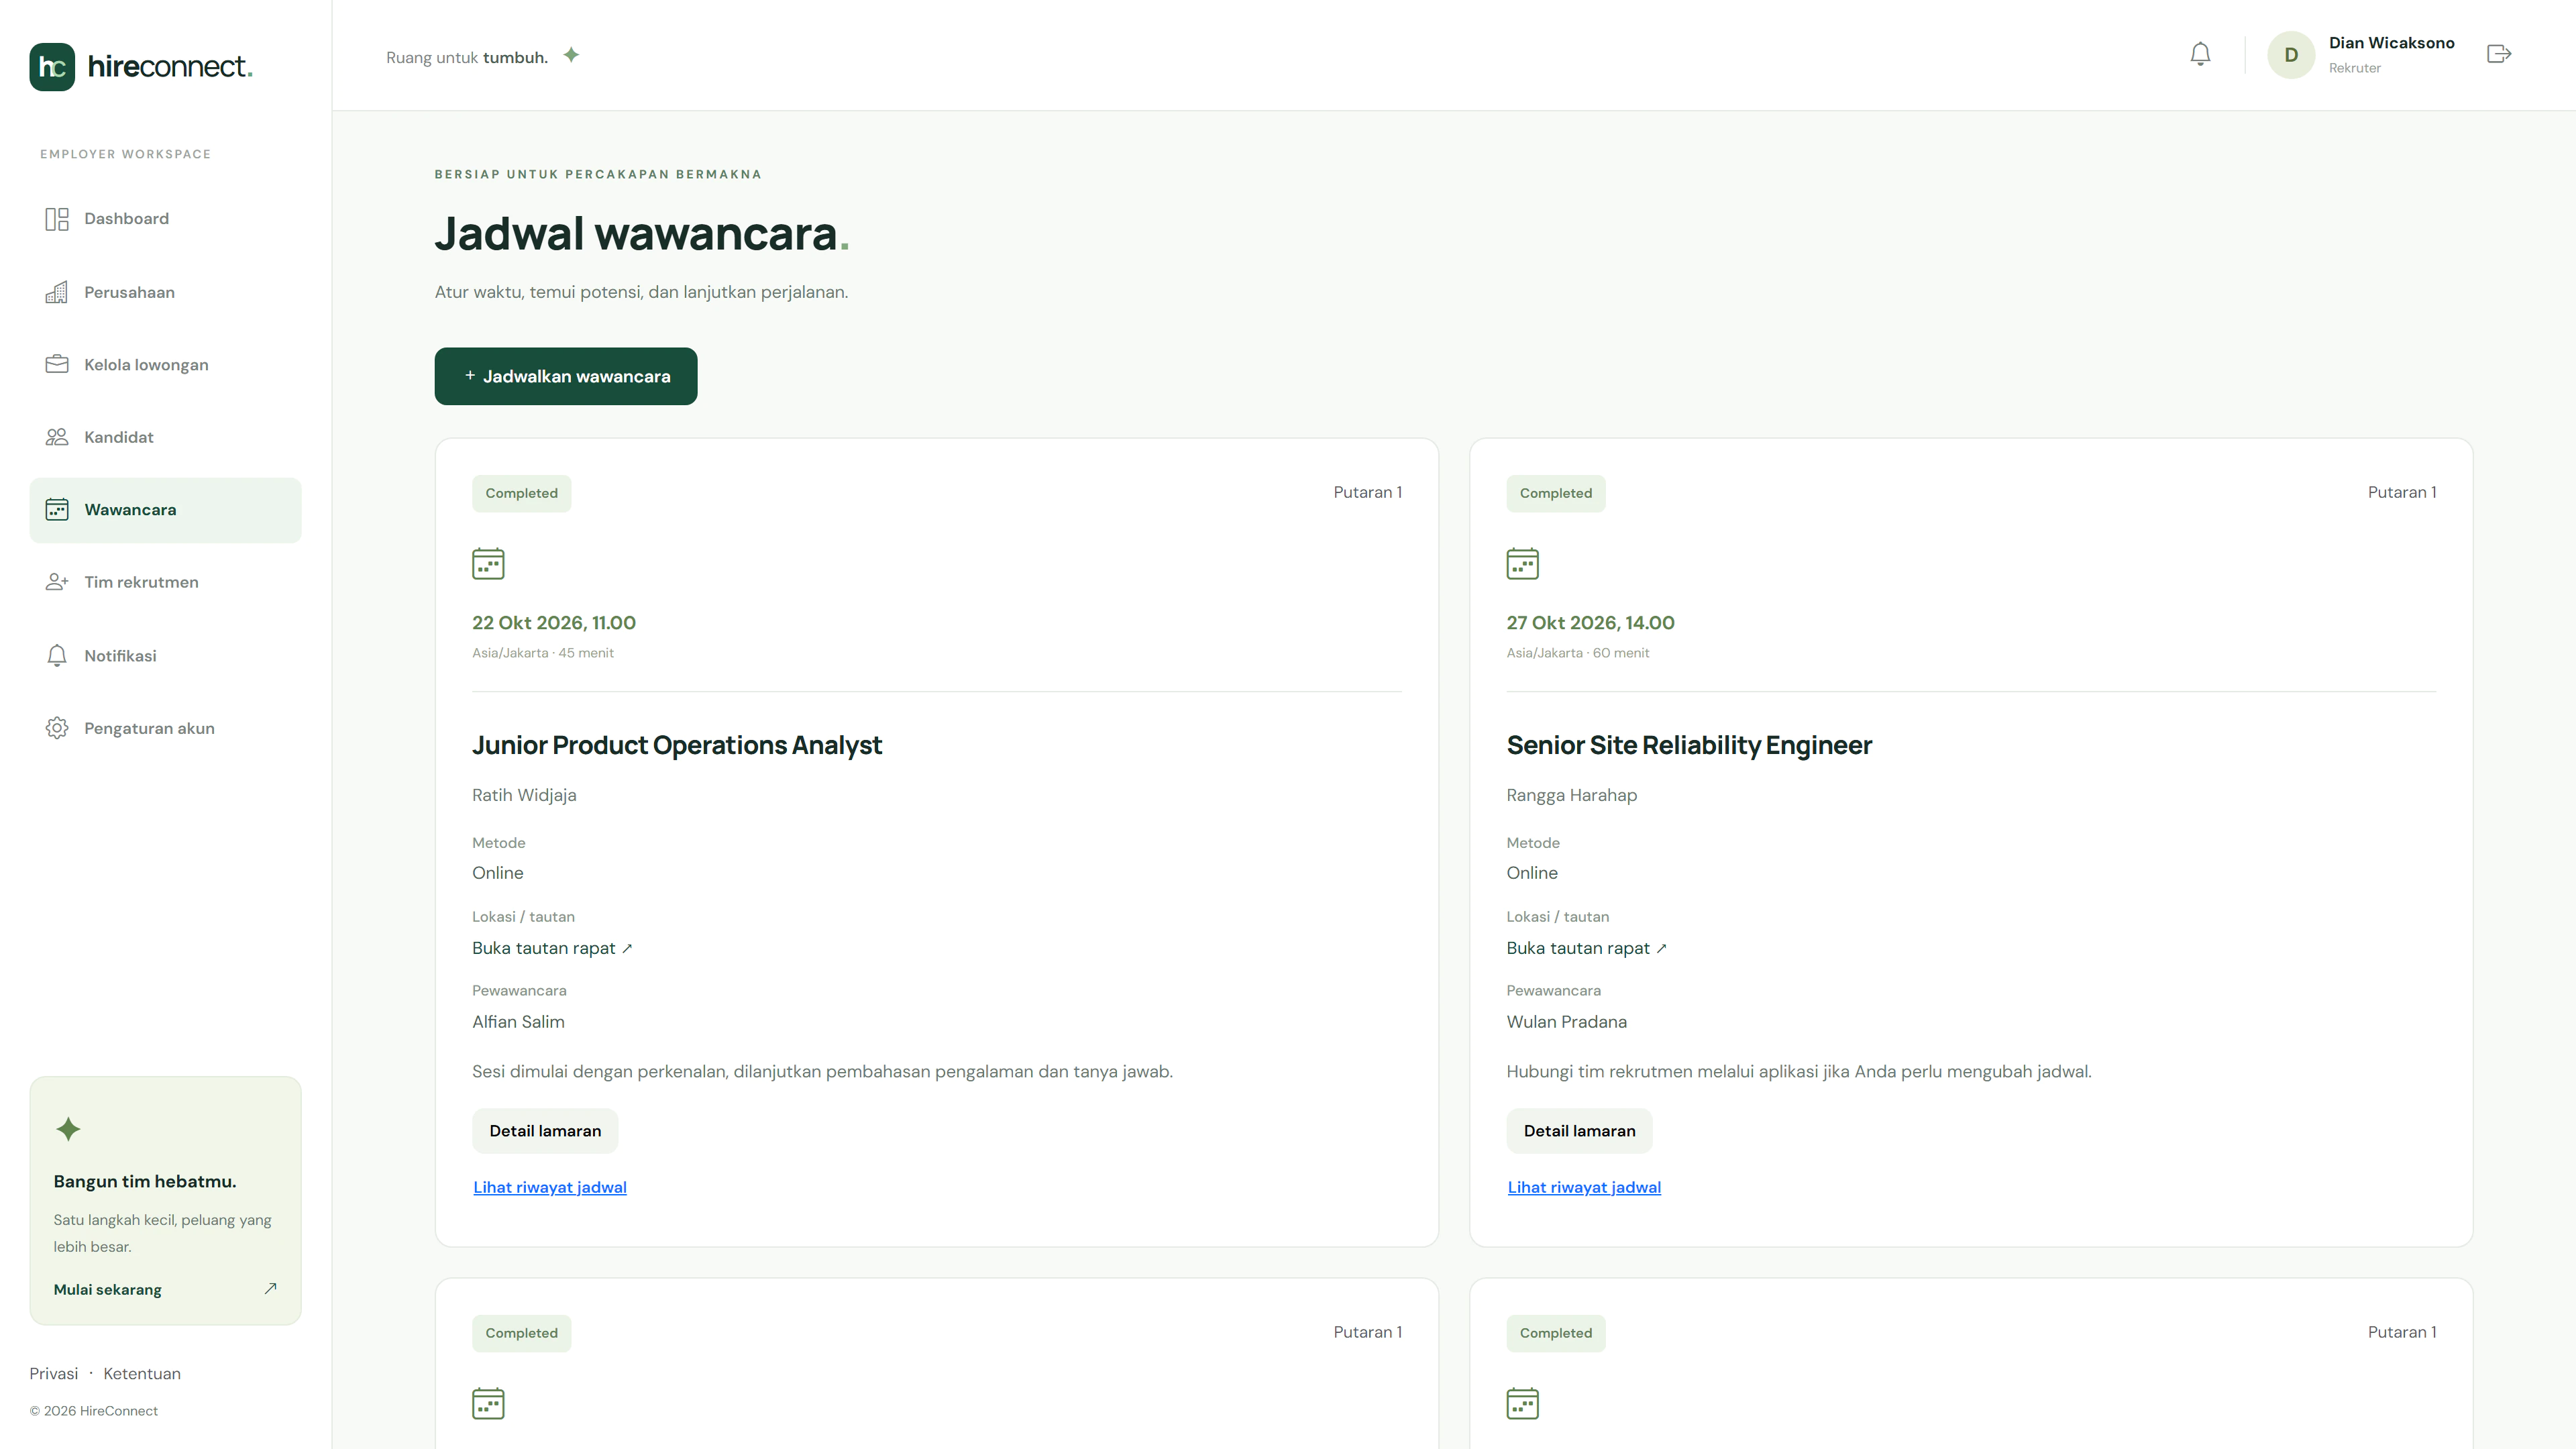 hc hireconnect.
EMPLOYER WORKSPACE
Dashboard
Perusahaan
Kelola lowongan
Kandidat
Wawancara
Tim rekrutmen
Notifikasi
Pengaturan akun
Bangun tim hebatmu.
Satu langkah kecil, peluang yang
lebih besar.
Mulai sekarang ↗
Privasi · Ketentuan
© 2026 HireConnect
Ruang untuk tumbuh.
D
Dian Wicaksono
Rekruter
BERSIAP UNTUK PERCAKAPAN BERMAKNA
Jadwal wawancara.
Atur waktu, temui potensi, dan lanjutkan perjalanan.
+ Jadwalkan wawancara
Completed
Putaran 1
22 Okt 2026, 11.00
Asia/Jakarta · 45 menit
Junior Product Operations Analyst
Ratih Widjaja
Metode
Online
Lokasi / tautan
Buka tautan rapat ↗
Pewawancara
Alfian Salim
Sesi dimulai dengan perkenalan, dilanjutkan pembahasan pengalaman dan tanya jawab.
Detail lamaran
Lihat riwayat jadwal
Completed
Putaran 1
27 Okt 2026, 14.00
Asia/Jakarta · 60 menit
Senior Site Reliability Engineer
Rangga Harahap
Metode
Online
Lokasi / tautan
Buka tautan rapat ↗
Pewawancara
Wulan Pradana
Hubungi tim rekrutmen melalui aplikasi jika Anda perlu mengubah jadwal.
Detail lamaran
Lihat riwayat jadwal
Completed
Putaran 1
Completed
Putaran 1